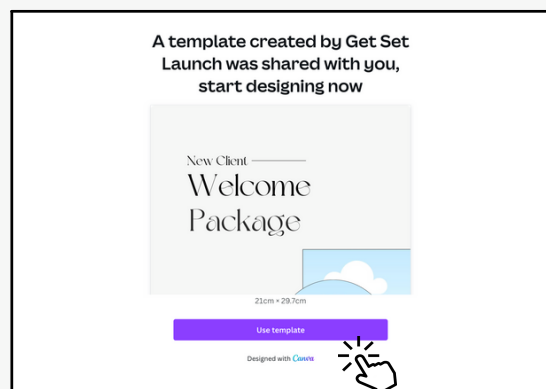 A template created by Get Set
Launch was shared with you,
start designing now
New Client
Welcome
Package
21cm × 29.7cm
Use template
Designed with Canva